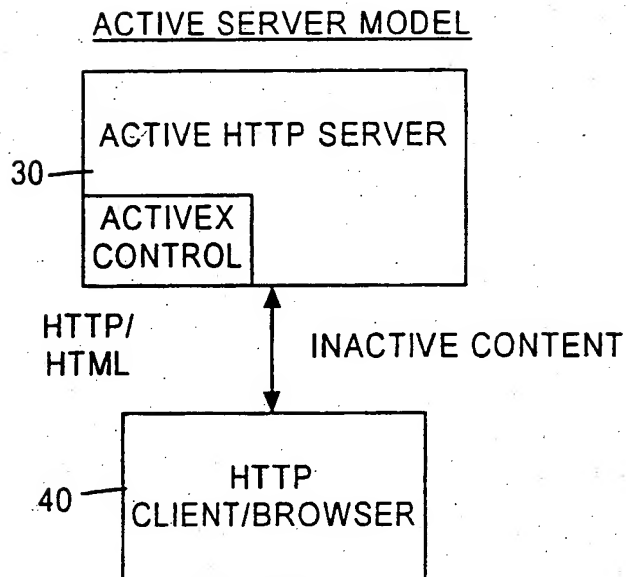 ACTIVE SERVER MODEL
ACTIVE HTTP SERVER
30
ACTIVEX
CONTROL
HTTP/
HTML
INACTIVE CONTENT
HTTP
CLIENT/BROWSER
40